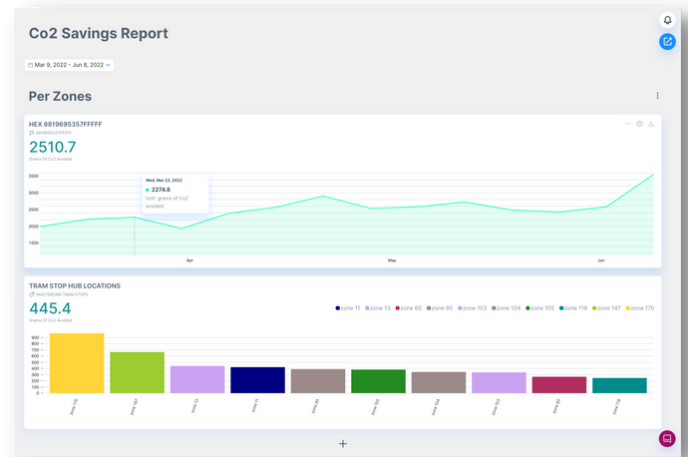 Co2 Savings Report
Mar 9, 2022 - Jun 8, 2022
Per Zones
HEX 8819695357FFFFF
2510.7
Grams Of Co2 Avoided
Wed, Mar 23, 2022
2274.8
Unit: grams of Co2
avoided
3500
3000
2500
2000
1500
Apr
May
Jun
TRAM STOP HUB LOCATIONS
AMSTERDAM TRAM STOPS
445.4
Grams Of Co2 Avoided
zone 11 zone 13 zone 60 zone 95 zone 103 zone 104 zone 105 zone 118 zone 147 zone 170
900
800
700
600
500
400
300
200
100
0
zone 170 zone 147 zone 13 zone 11 zone 95 zone 105 zone 104 zone 103 zone 60 zone 118